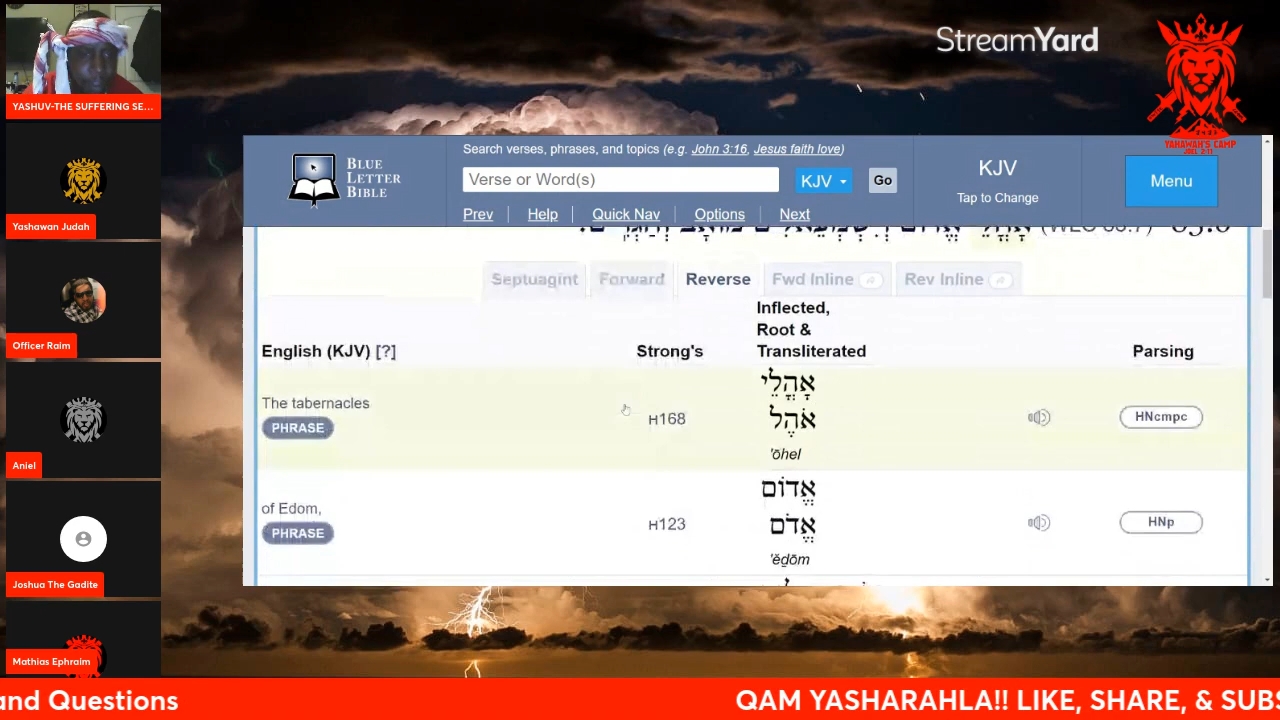 StreamYard
YAHAWAH'S CAMP
JOEL 2:11
YASHUV-THE SUFFERING SE...
Yashawan Judah
Officer Raim
Aniel
Joshua The Gadite
Mathias Ephraim
BLUE
LETTER
BIBLE
Search verses, phrases, and topics (e.g. John 3:16, Jesus faith love)
Verse or Word(s)
KJV
Go
Prev | Help | Quick Nav | Options | Next
KJV
Tap to Change
Menu
Septuagint Forward Reverse Fwd Inline Rev Inline
English (KJV) [?]
Strong's
Inflected,
Root &
Transliterated
Parsing
The tabernacles
PHRASE
H168
אָהֳלֵי
אֹהֶל
'ōhel
HNcmpc
of Edom,
PHRASE
H123
אֱדוֹם
אֱדֹם
'ĕḏōm
HNp
and Questions
QAM YASHARAHLA!! LIKE, SHARE, & SUBS